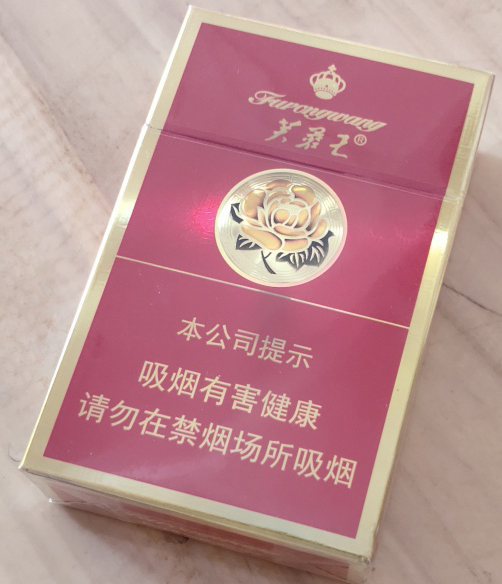 Furongwang
芙蓉王®
本公司提示
吸烟有害健康
请勿在禁烟场所吸烟